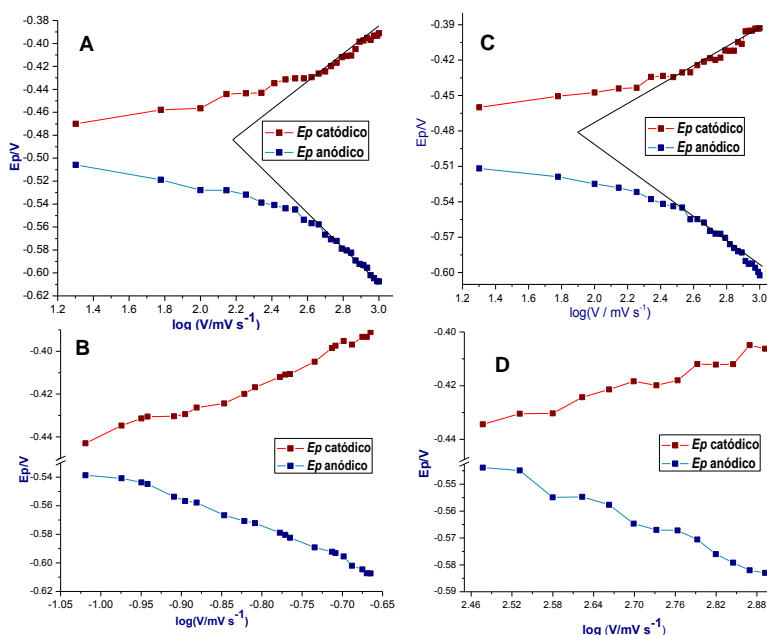 A
Ep/V
-0.38
-0.40
-0.42
-0.44
-0.46
-0.48
-0.50
-0.52
-0.54
-0.56
-0.58
-0.60
-0.62
Ep catódico
Ep anódico
1.2 1.4 1.6 1.8 2.0 2.2 2.4 2.6 2.8 3.0
log (V/mV s-1)
C
Ep/V
-0.39
-0.42
-0.45
-0.48
-0.51
-0.54
-0.57
-0.60
Ep catódico
Ep anódico
1.2 1.4 1.6 1.8 2.0 2.2 2.4 2.6 2.8 3.0
log(V / mV s-1)
B
Ep/V
-0.40
-0.42
-0.44
-0.54
-0.56
-0.58
-0.60
-0.62
Ep catódico
Ep anódico
-1.05 -1.00 -0.95 -0.90 -0.85 -0.80 -0.75 -0.70 -0.65
log(V/mV s-1)
D
Ep/V
-0.40
-0.42
-0.44
-0.55
-0.56
-0.57
-0.58
-0.59
Ep catódico
Ep anódico
2.46 2.52 2.58 2.64 2.70 2.76 2.82 2.88
log (V/mV s-1)